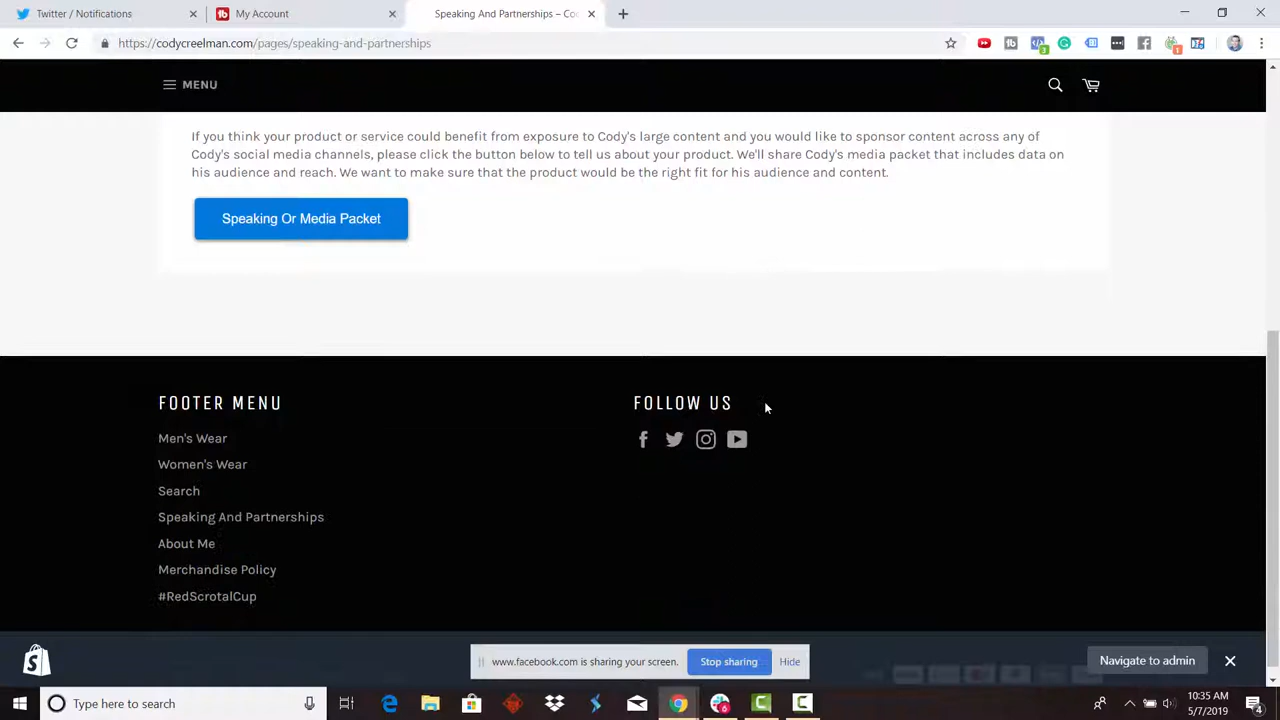 Twitter / Notifications
My Account
Speaking And Partnerships – Co
https://codycreelman.com/pages/speaking-and-partnerships
MENU
If you think your product or service could benefit from exposure to Cody's large content and you would like to sponsor content across any of
Cody's social media channels, please click the button below to tell us about your product. We'll share Cody's media packet that includes data on
his audience and reach. We want to make sure that the product would be the right fit for his audience and content.
Speaking Or Media Packet
FOOTER MENU
FOLLOW US
Men's Wear
Women's Wear
Search
Speaking And Partnerships
About Me
Merchandise Policy
#RedScrotalCup
www.facebook.com is sharing your screen.
Stop sharing
Hide
Navigate to admin
Type here to search
10:35 AM
5/7/2019